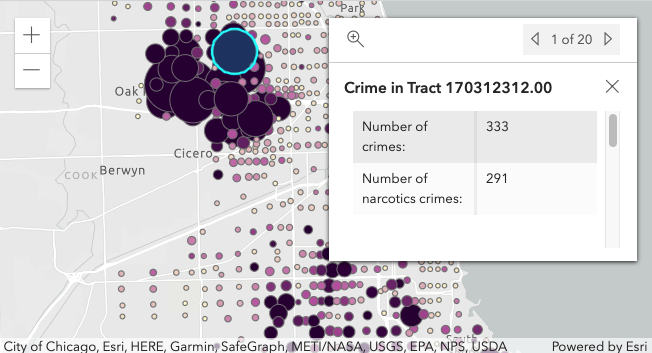 Park
+
−
1 of 20
Crime in Tract 170312312.00
Number of crimes: 333
Number of narcotics crimes: 291
Oak
Cicero
Berwyn
COOK
South
City of Chicago, Esri, HERE, Garmin, SafeGraph, METI/NASA, USGS, EPA, NPS, USDA
Powered by Esri